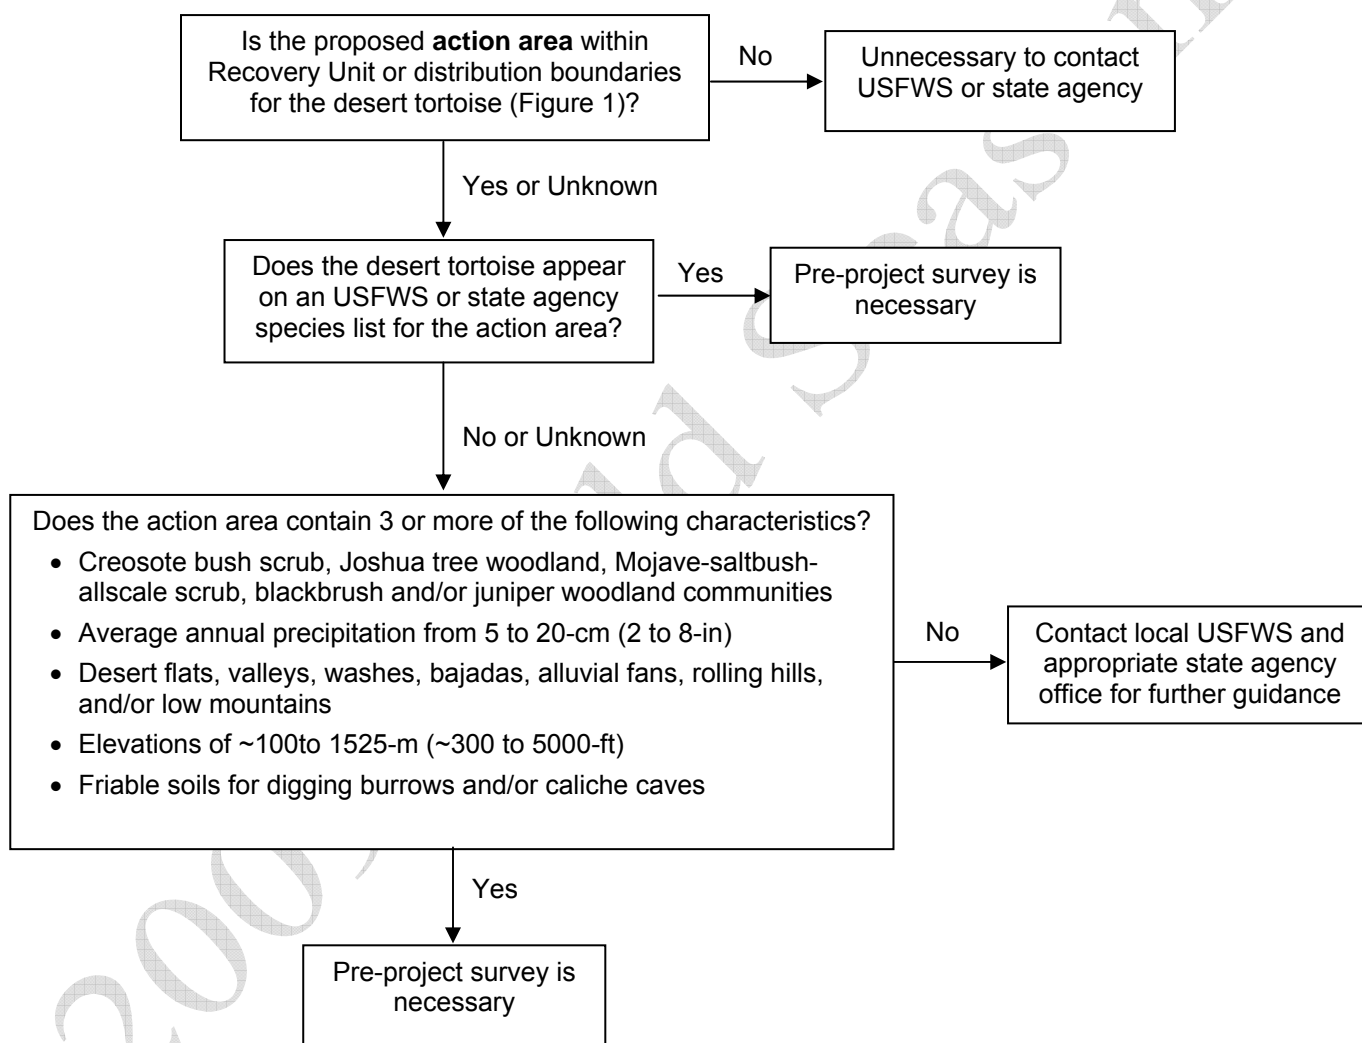 Is the proposed action area within
Recovery Unit or distribution boundaries
for the desert tortoise (Figure 1)?
No
Unnecessary to contact
USFWS or state agency
Yes or Unknown
Does the desert tortoise appear
on an USFWS or state agency
species list for the action area?
Yes
Pre-project survey is
necessary
No or Unknown
Does the action area contain 3 or more of the following characteristics?
• Creosote bush scrub, Joshua tree woodland, Mojave-saltbush-
allscale scrub, blackbrush and/or juniper woodland communities
• Average annual precipitation from 5 to 20-cm (2 to 8-in)
• Desert flats, valleys, washes, bajadas, alluvial fans, rolling hills,
and/or low mountains
• Elevations of ~100to 1525-m (~300 to 5000-ft)
• Friable soils for digging burrows and/or caliche caves
No
Contact local USFWS and
appropriate state agency
office for further guidance
Yes
Pre-project survey is
necessary